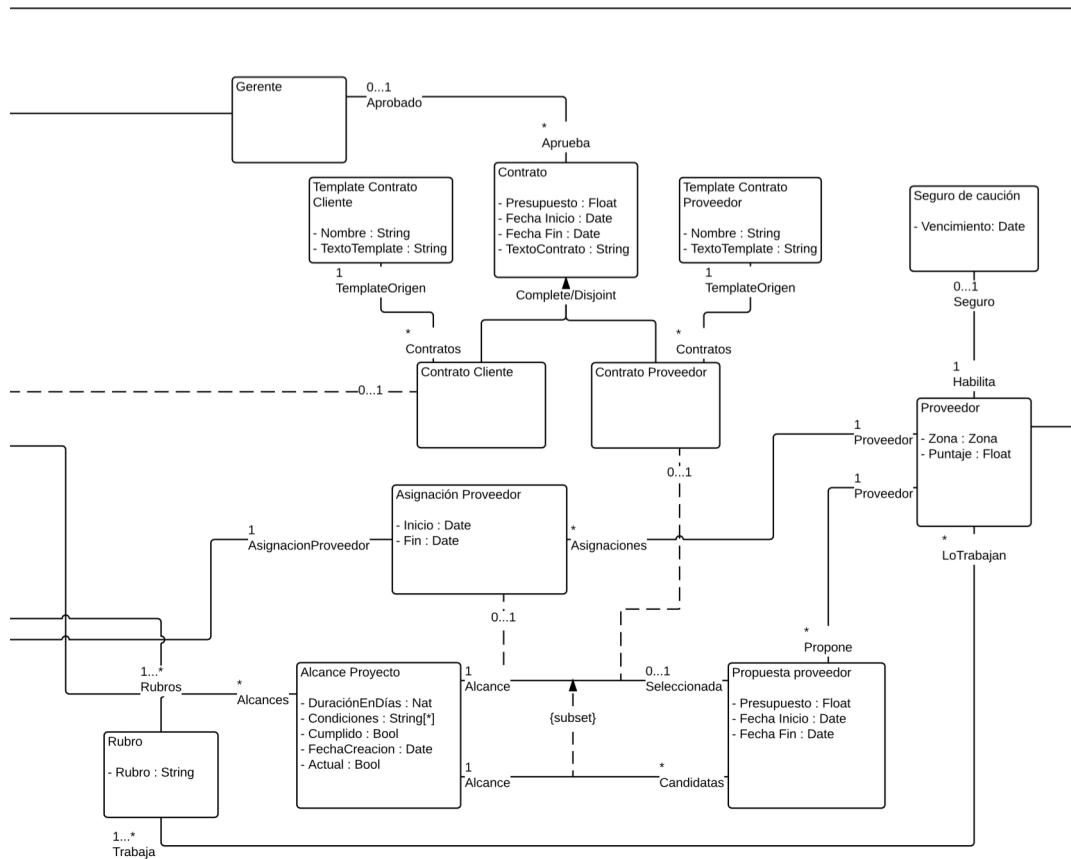 Gerente
0...1
Aprobado
*
Aprueba
Contrato
- Presupuesto : Float
- Fecha Inicio : Date
- Fecha Fin : Date
- TextoContrato : String
Template Contrato
Cliente
- Nombre : String
- TextoTemplate : String
Template Contrato
Proveedor
- Nombre : String
- TextoTemplate : String
Seguro de caución
- Vencimiento: Date
1
TemplateOrigen
Complete/Disjoint
1
TemplateOrigen
0...1
Seguro
*
Contratos
*
Contratos
Contrato Cliente
Contrato Proveedor
1
Habilita
0...1
Proveedor
- Zona : Zona
- Puntaje : Float
1
Proveedor
0...1
1
Proveedor
Asignación Proveedor
- Inicio : Date
- Fin : Date
1
AsignacionProveedor
*
Asignaciones
*
LoTrabajan
0...1
*
Propone
1...*
Rubros
*
Alcances
Alcance Proyecto
- DuraciónEnDías : Nat
- Condiciones : String[*]
- Cumplido : Bool
- FechaCreacion : Date
- Actual : Bool
1
Alcance
0...1
Seleccionada
Propuesta proveedor
- Presupuesto : Float
- Fecha Inicio : Date
- Fecha Fin : Date
{subset}
Rubro
- Rubro : String
1
Alcance
*
Candidatas
1...*
Trabaja